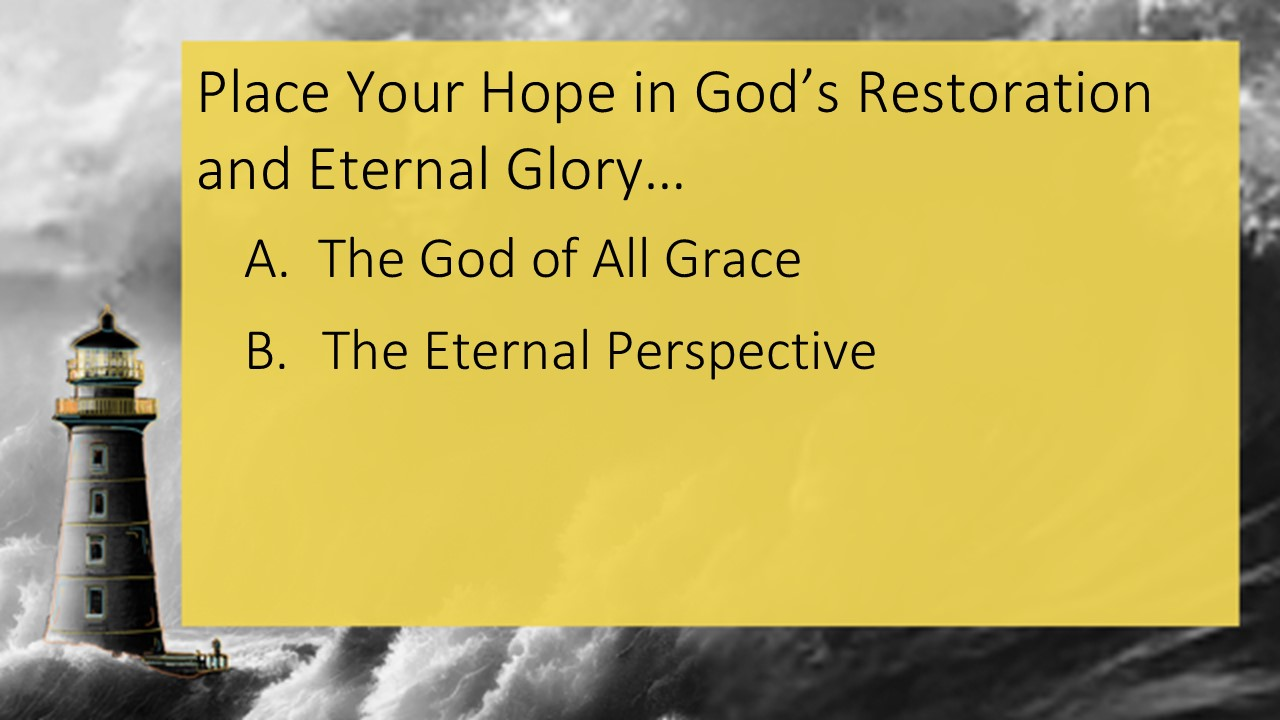 Place Your Hope in God’s Restoration
and Eternal Glory…
A. The God of All Grace
B. The Eternal Perspective